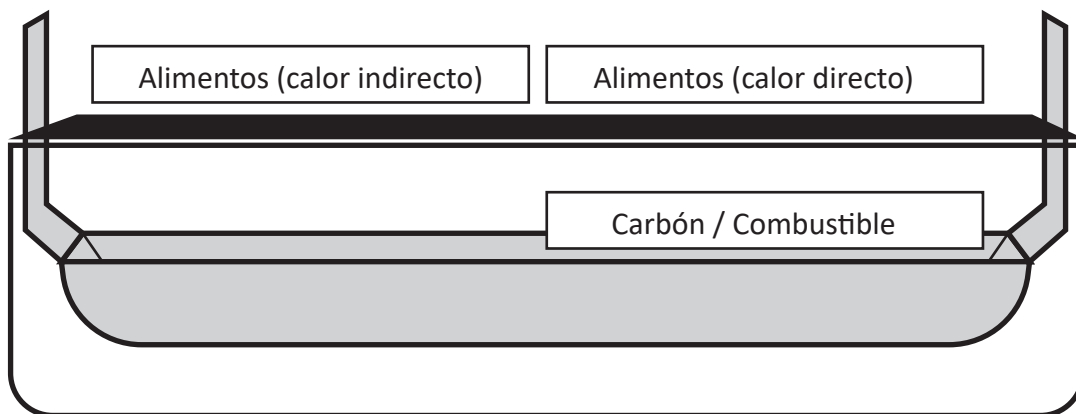 Alimentos (calor indirecto)
Alimentos (calor directo)
Carbón / Combustible